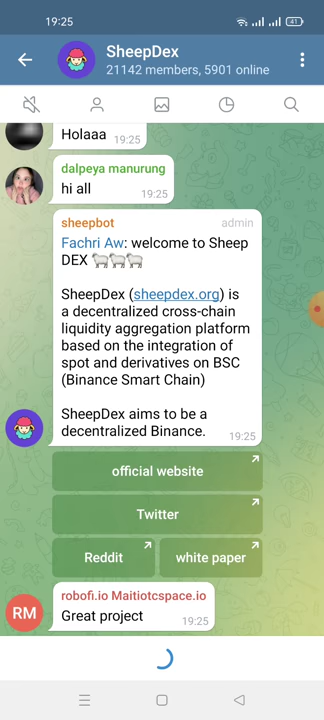 19:25
41
SheepDex
21142 members, 5901 online
Holaaa
19:25
dalpeya manurung
hi all
19:25
sheepbot
admin
Fachri Aw: welcome to Sheep
DEX 🐑🐑🐑
SheepDex (sheepdex.org) is
a decentralized cross-chain
liquidity aggregation platform
based on the integration of
spot and derivatives on BSC
(Binance Smart Chain)
SheepDex aims to be a
decentralized Binance.
19:25
official website
Twitter
Reddit
white paper
RM
robofi.io Maitiotcspace.io
Great project
19:25